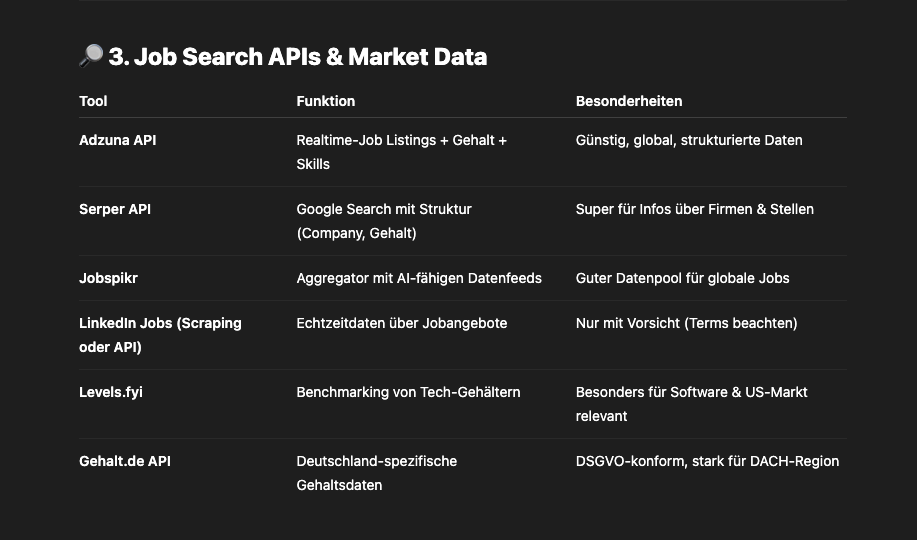 🔎 3. Job Search APIs & Market Data
Tool Funktion Besonderheiten
Adzuna API Realtime-Job Listings + Gehalt + Günstig, global, strukturierte Daten
Skills
Serper API Google Search mit Struktur Super für Infos über Firmen & Stellen
(Company, Gehalt)
Jobspikr Aggregator mit AI-fähigen Datenfeeds Guter Datenpool für globale Jobs
LinkedIn Jobs (Scraping Echtzeitdaten über Jobangebote Nur mit Vorsicht (Terms beachten)
oder API)
Levels.fyi Benchmarking von Tech-Gehältern Besonders für Software & US-Markt
relevant
Gehalt.de API Deutschland-spezifische DSGVO-konform, stark für DACH-Region
Gehaltsdaten